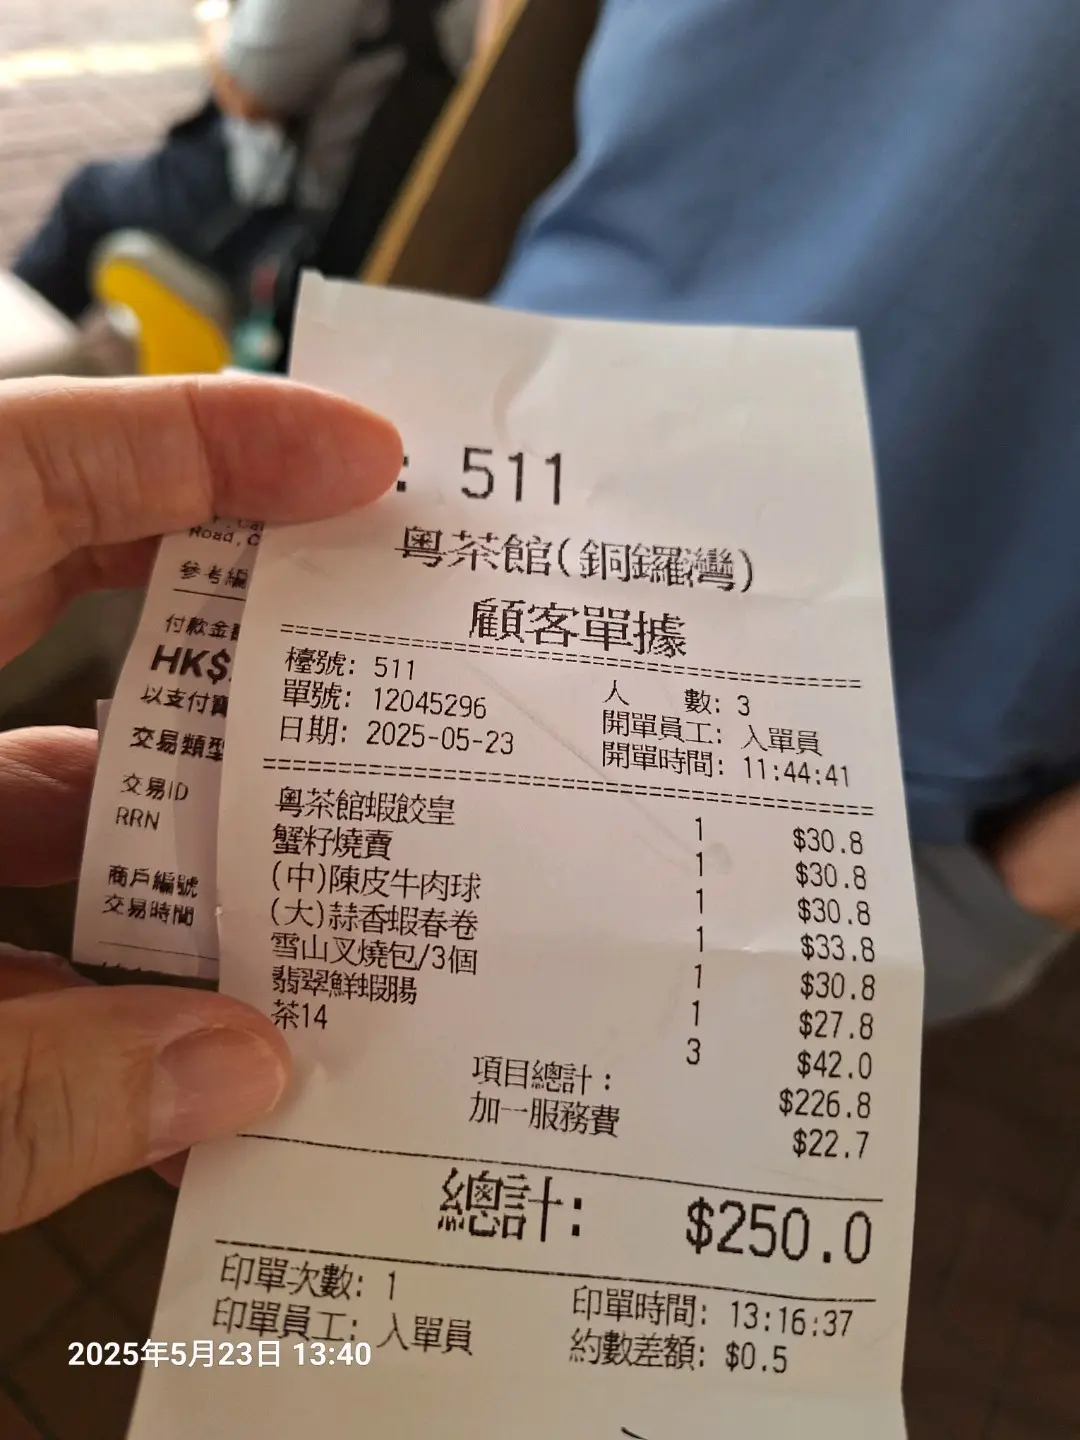 : 511
粵茶館(銅鑼灣)
顧客單據
檯號: 511 人 數: 3
單號: 12045296 開單員工: 入單員
日期: 2025-05-23 開單時間: 11:44:41
粵茶館蝦餃皇 1 $30.8
蟹籽燒賣 1 $30.8
(中)陳皮牛肉球 1 $30.8
(大)蒜香蝦春卷 1 $33.8
雪山叉燒包/3個 1 $30.8
翡翠鮮蝦腸 1 $27.8
茶14 3 $42.0
項目總計: $226.8
加一服務費 $22.7
總計: $250.0
印單次數: 1 印單時間: 13:16:37
印單員工: 入單員 約數差額: $0.5
Road, C
參考編
付款金額
HK$
以支付寶
交易類型
交易ID
RRN
商戶編號
交易時間
2025年5月23日 13:40